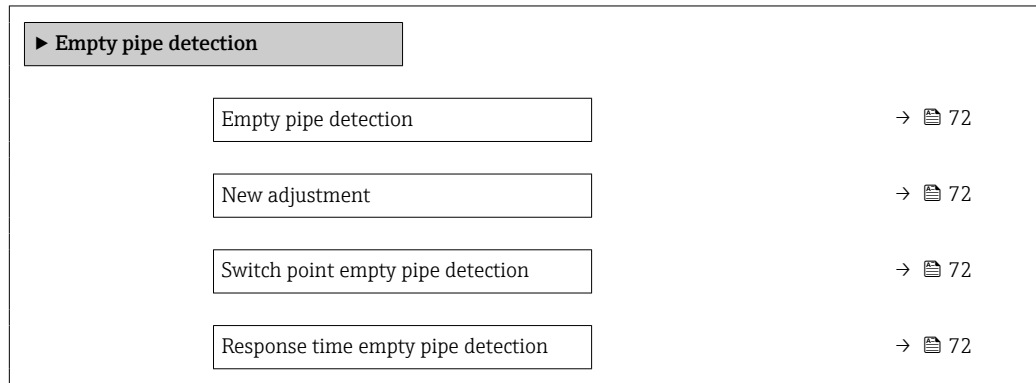 ▶ Empty pipe detection
Empty pipe detection → 72
New adjustment → 72
Switch point empty pipe detection → 72
Response time empty pipe detection → 72